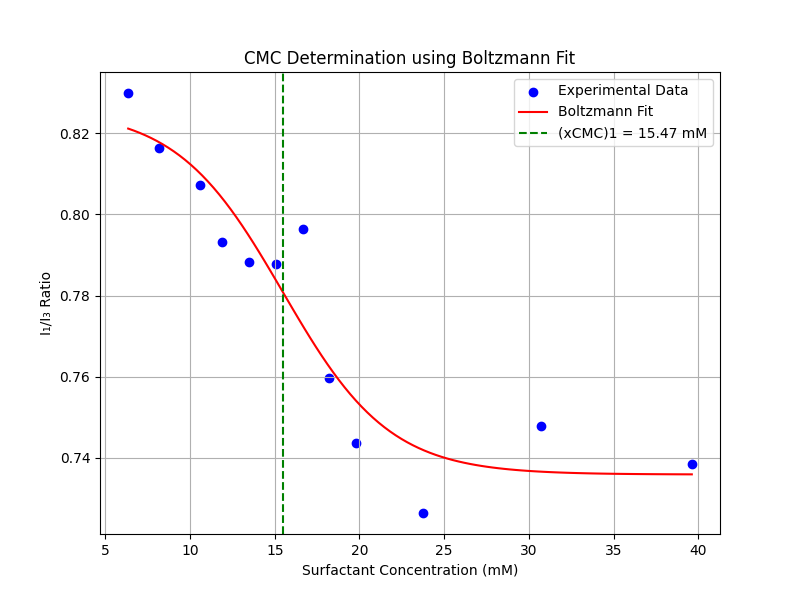 CMC Determination using Boltzmann Fit
Experimental Data
Boltzmann Fit
(xCMC)1 = 15.47 mM
I₁/I₃ Ratio
0.82
0.80
0.78
0.76
0.74
5 10 15 20 25 30 35 40
Surfactant Concentration (mM)